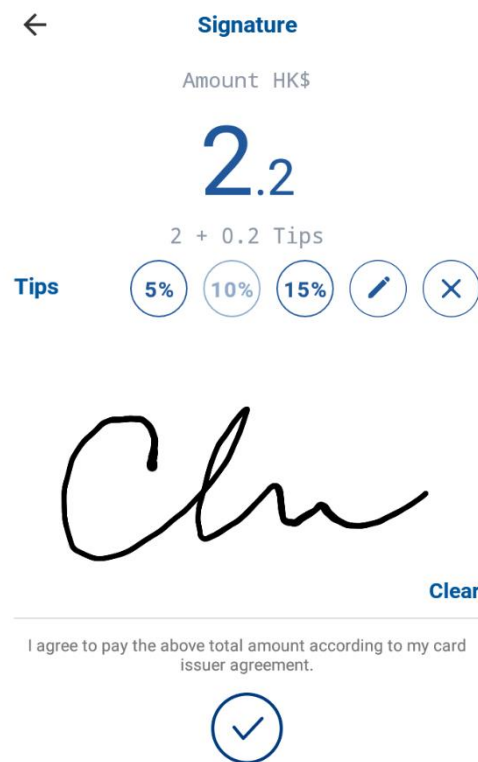 Signature
Amount HK$
2.2
2 + 0.2 Tips
Tips 5% 10% 15%
Clear
I agree to pay the above total amount according to my card
issuer agreement.